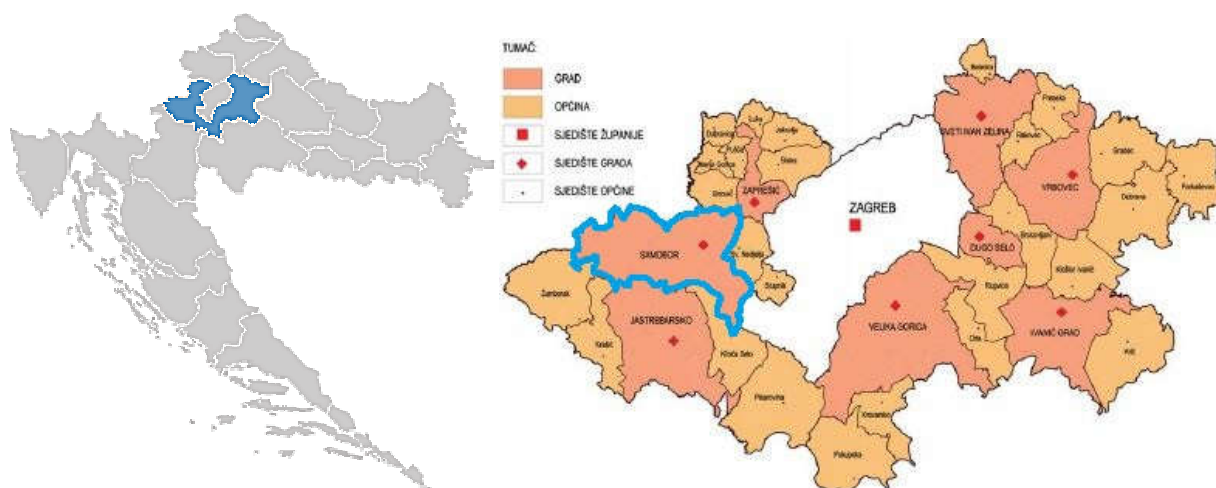 TUMAČ:
GRAD
OPĆINA
SJEDIŠTE ŽUPANIJE
SJEDIŠTE GRADA
SJEDIŠTE OPĆINE
Bedenica
SVETI IVAN ZELINA
Preseka
Rakovec
Gradec
VRBOVEC
Farkaševac
Dubrava
Luka
Dubravica
Jakovlje
Pušća
Marija Gorica
Bistra
Brdovec
ZAPREŠIĆ
ZAGREB
SAMOBOR
Sv. Nedelja
Stupnik
DUGO SELO
Brckovljani
Kloštar Ivanić
Rugvica
Žumberak
JASTREBARSKO
Krašić
Klinča Selo
Pisarovina
VELIKA GORICA
Orle
IVANIĆ GRAD
Križ
Kravarsko
Pokupsko